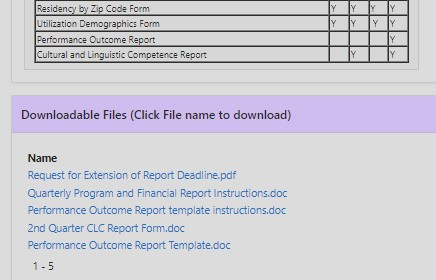 Residency by Zip Code Form Y Y Y Y
Utilization Demographics Form Y Y Y Y
Performance Outcome Report Y
Cultural and Linguistic Competence Report Y Y
Downloadable Files (Click File name to download)
Name
Request for Extension of Report Deadline.pdf
Quarterly Program and Financial Report Instructions.doc
Performance Outcome Report template instructions.doc
2nd Quarter CLC Report Form.doc
Performance Outcome Report Template.doc
1 - 5